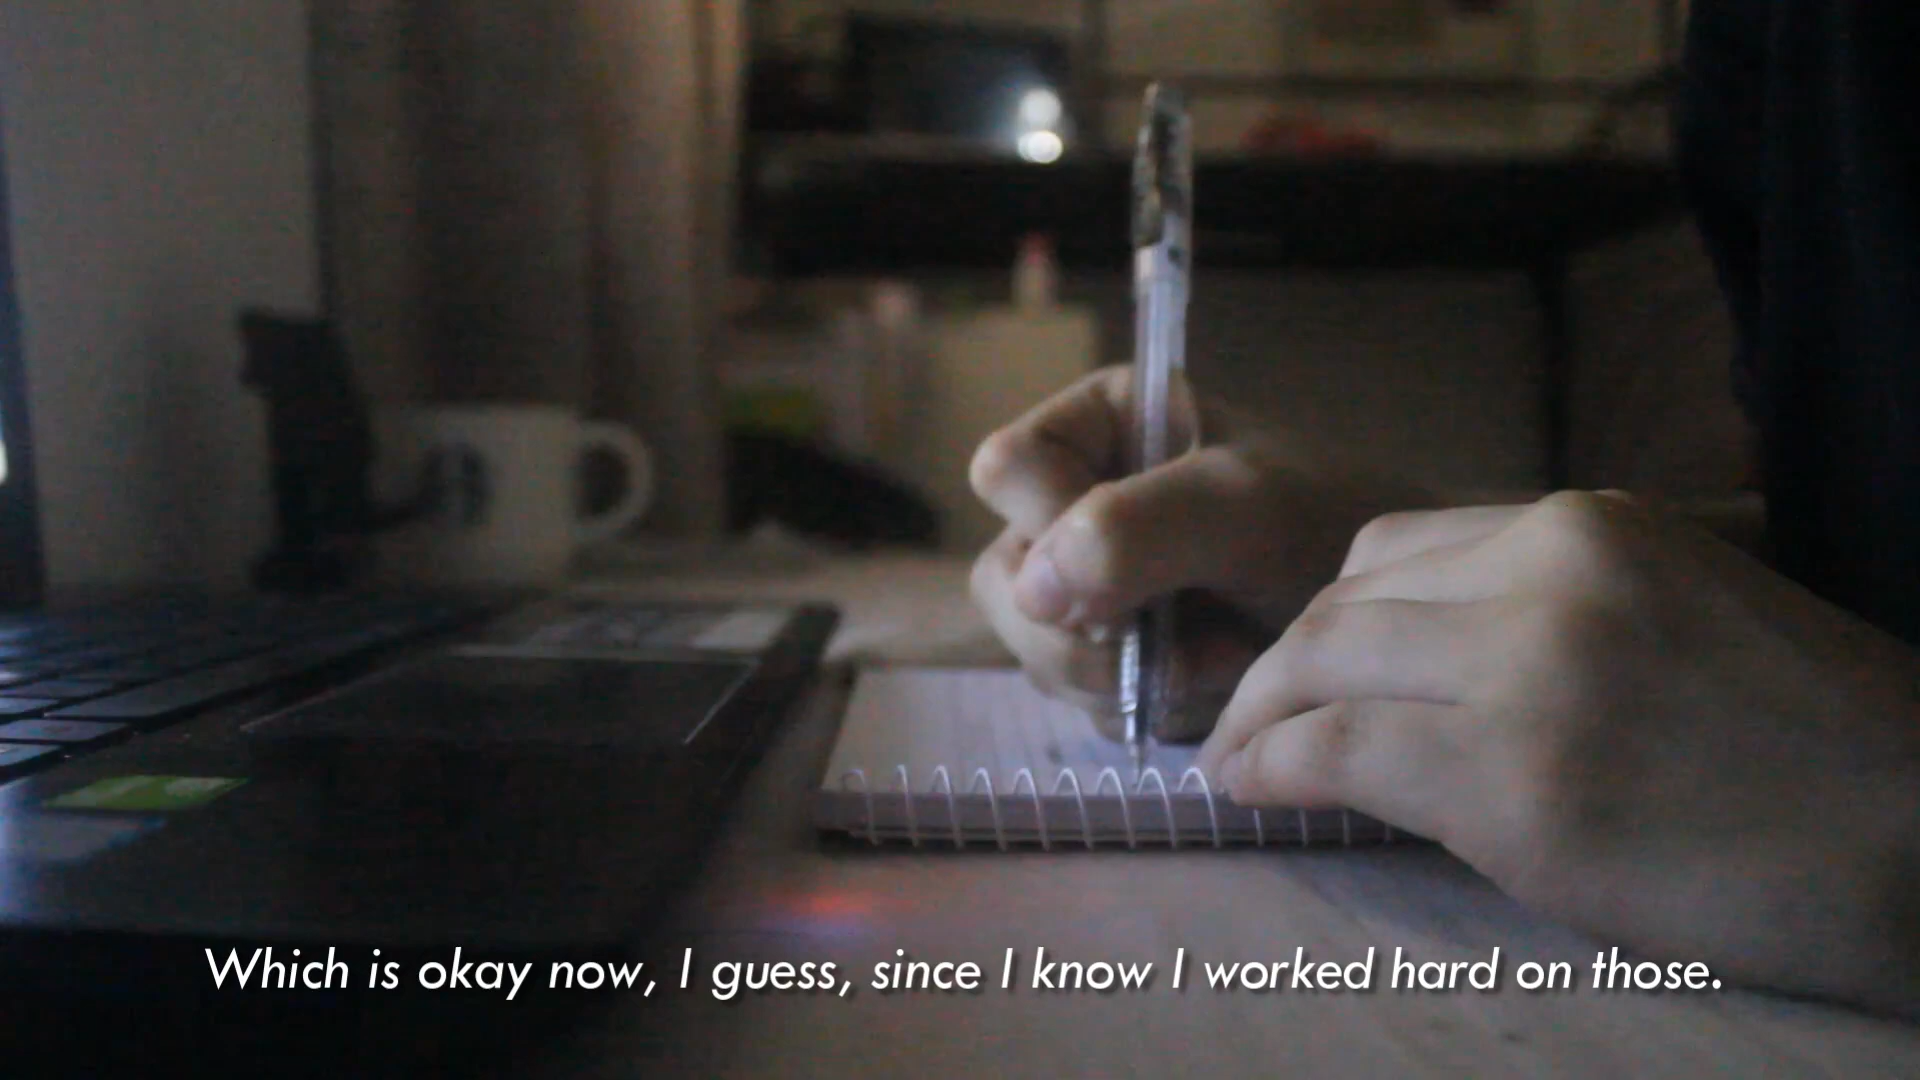 Which is okay now, I guess, since I know I worked hard on those.